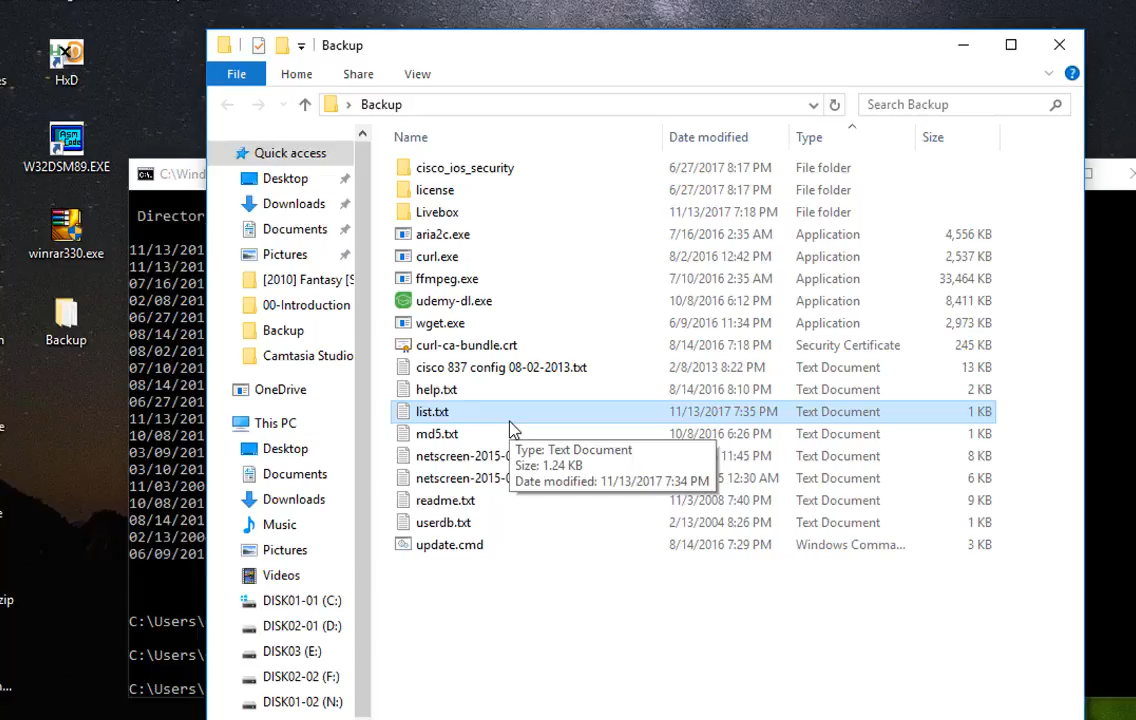 HxD
W32DSM89.EXE
winrar330.exe
Backup
zip
C:\Wind
Director
11/13/201
11/13/201
07/16/201
02/08/201
06/27/201
08/14/201
08/02/201
07/10/201
08/14/201
06/27/201
11/13/201
10/08/201
03/09/201
03/10/201
11/03/200
10/08/201
08/14/201
02/13/200
06/09/201
C:\Users\
C:\Users\
C:\Users\
Backup
File Home Share View
Backup
Search Backup
Quick access
Desktop
Downloads
Documents
Pictures
[2010] Fantasy [S
00-Introduction
Backup
Camtasia Studio
OneDrive
This PC
Desktop
Documents
Downloads
Music
Pictures
Videos
DISK01-01 (C:)
DISK02-01 (D:)
DISK03 (E:)
DISK02-02 (F:)
DISK01-02 (N:)
Name Date modified Type Size
cisco_ios_security 6/27/2017 8:17 PM File folder
license 6/27/2017 8:17 PM File folder
Livebox 11/13/2017 7:18 PM File folder
aria2c.exe 7/16/2016 2:35 AM Application 4,556 KB
curl.exe 8/2/2016 12:42 PM Application 2,537 KB
ffmpeg.exe 7/10/2016 2:35 AM Application 33,464 KB
udemy-dl.exe 10/8/2016 6:12 PM Application 8,411 KB
wget.exe 6/9/2016 11:34 PM Application 2,973 KB
curl-ca-bundle.crt 8/14/2016 7:18 PM Security Certificate 245 KB
cisco 837 config 08-02-2013.txt 2/8/2013 8:22 PM Text Document 13 KB
help.txt 8/14/2016 8:10 PM Text Document 2 KB
list.txt 11/13/2017 7:35 PM Text Document 1 KB
md5.txt 10/8/2016 6:26 PM Text Document 1 KB
netscreen-2015-0 11:45 PM Text Document 8 KB
netscreen-2015-0 12:30 AM Text Document 6 KB
readme.txt 11/3/2008 7:40 PM Text Document 9 KB
userdb.txt 2/13/2004 8:26 PM Text Document 1 KB
update.cmd 8/14/2016 7:29 PM Windows Comma... 3 KB
Type: Text Document
Size: 1.24 KB
Date modified: 11/13/2017 7:34 PM